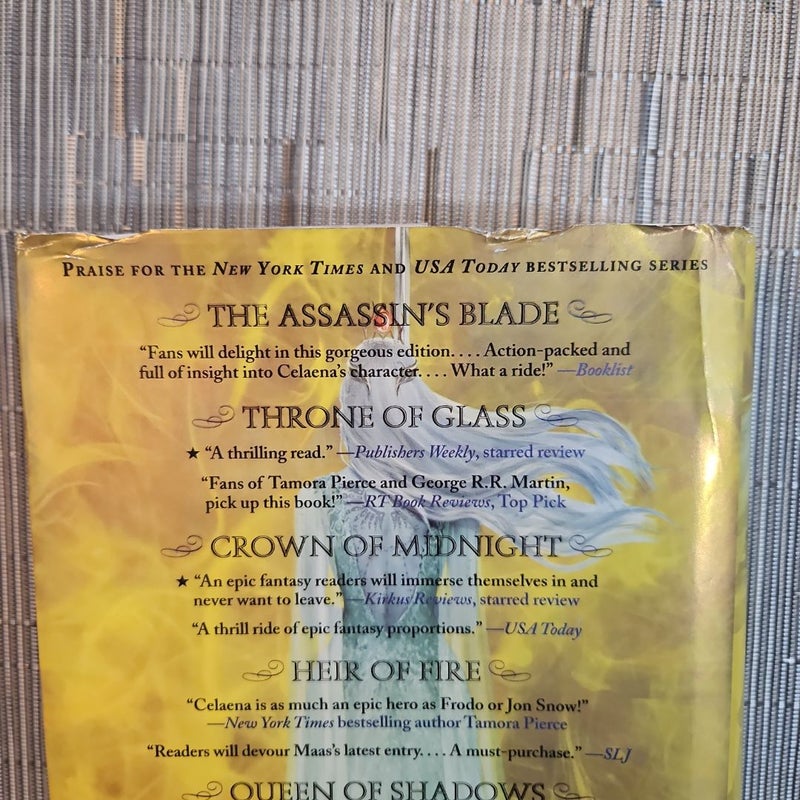 PRAISE FOR THE NEW YORK TIMES AND USA TODAY BESTSELLING SERIES
THE ASSASSIN'S BLADE
“Fans will delight in this gorgeous edition. . . . Action-packed and
full of insight into Celaena's character. . . . What a ride!” —Booklist
THRONE OF GLASS
★ “A thrilling read.” —Publishers Weekly, starred review
“Fans of Tamora Pierce and George R.R. Martin,
pick up this book!” —RT Book Reviews, Top Pick
CROWN OF MIDNIGHT
★ “An epic fantasy readers will immerse themselves in and
never want to leave.” —Kirkus Reviews, starred review
“A thrill ride of epic fantasy proportions.” —USA Today
HEIR OF FIRE
“Celaena is as much an epic hero as Frodo or Jon Snow!”
—New York Times bestselling author Tamora Pierce
“Readers will devour Maas's latest entry. . . . A must-purchase.” —SLJ
QUEEN OF SHADOWS